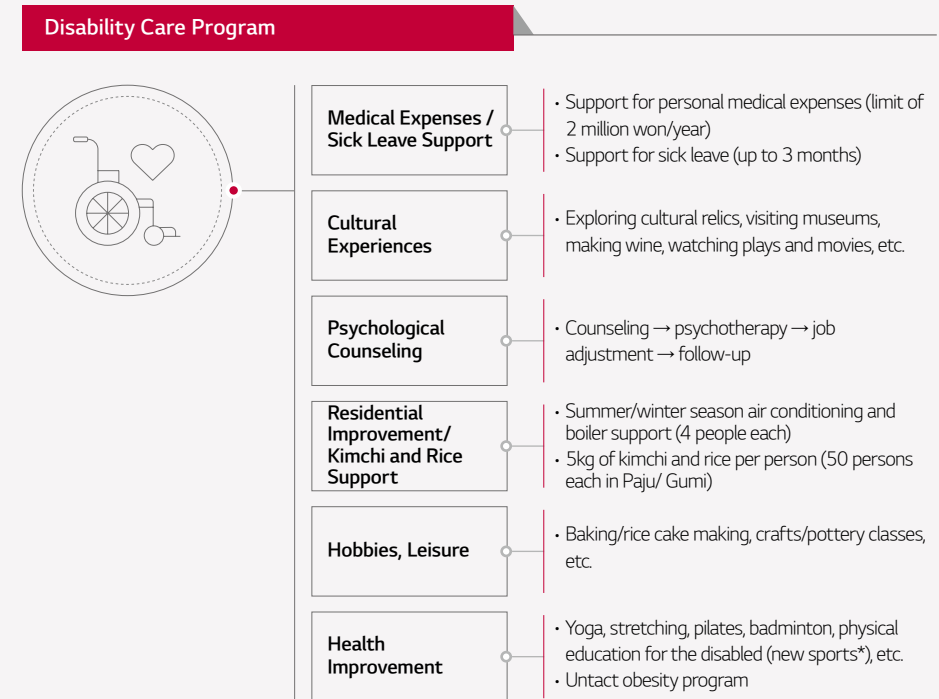 Disability Care Program
Medical Expenses /
Sick Leave Support
· Support for personal medical expenses (limit of
2 million won/year)
· Support for sick leave (up to 3 months)
Cultural
Experiences
· Exploring cultural relics, visiting museums,
making wine, watching plays and movies, etc.
Psychological
Counseling
· Counseling → psychotherapy → job
adjustment → follow-up
Residential
Improvement/
Kimchi and Rice
Support
· Summer/winter season air conditioning and
boiler support (4 people each)
· 5kg of kimchi and rice per person (50 persons
each in Paju/ Gumi)
Hobbies, Leisure
· Baking/rice cake making, crafts/pottery classes,
etc.
Health
Improvement
· Yoga, stretching, pilates, badminton, physical
education for the disabled (new sports*), etc.
· Untact obesity program